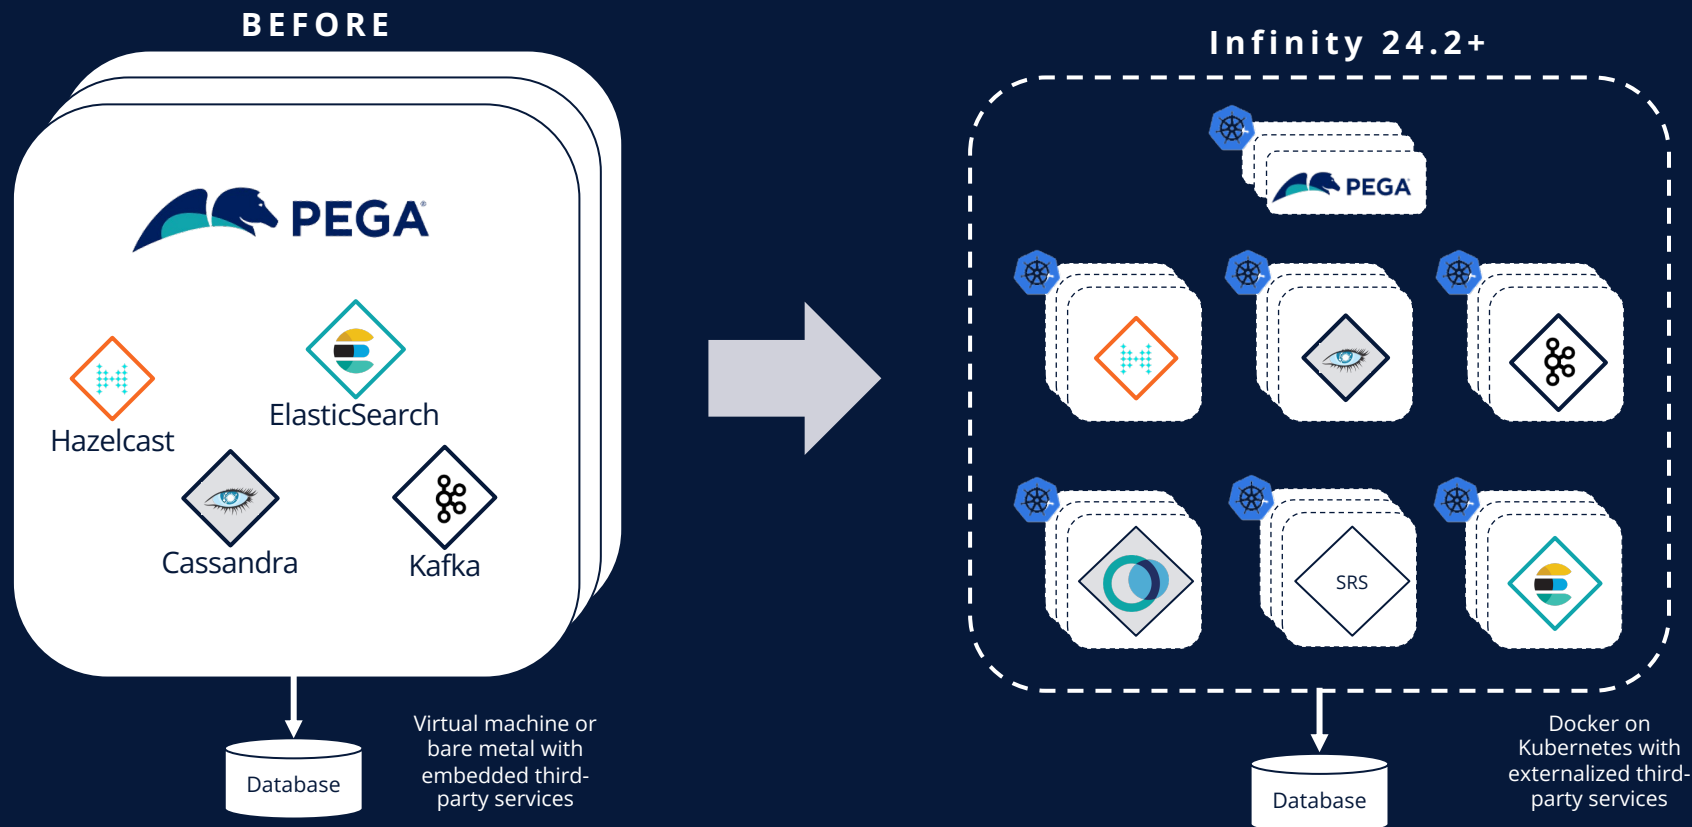 BEFORE
PEGA
Hazelcast
ElasticSearch
Cassandra
Kafka
Database
Virtual machine or
bare metal with
embedded third-
party services
Infinity 24.2+
PEGA
SRS
Database
Docker on
Kubernetes with
externalized third-
party services